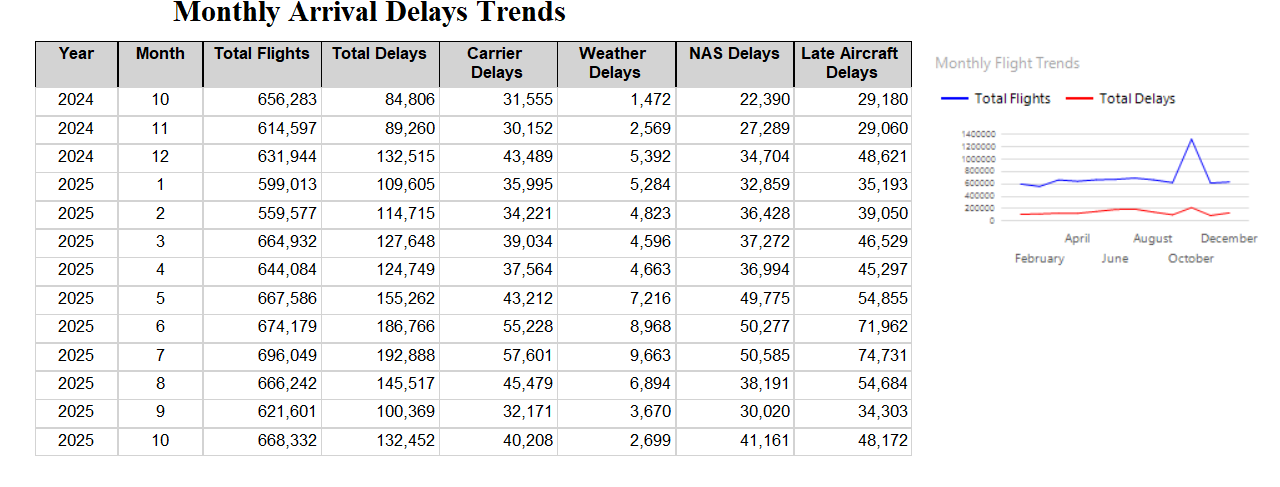 Monthly Arrival Delays Trends
Year Month Total Flights Total Delays Carrier Delays Weather Delays NAS Delays Late Aircraft Delays
2024 10 656,283 84,806 31,555 1,472 22,390 29,180
2024 11 614,597 89,260 30,152 2,569 27,289 29,060
2024 12 631,944 132,515 43,489 5,392 34,704 48,621
2025 1 599,013 109,605 35,995 5,284 32,859 35,193
2025 2 559,577 114,715 34,221 4,823 36,428 39,050
2025 3 664,932 127,648 39,034 4,596 37,272 46,529
2025 4 644,084 124,749 37,564 4,663 36,994 45,297
2025 5 667,586 155,262 43,212 7,216 49,775 54,855
2025 6 674,179 186,766 55,228 8,968 50,277 71,962
2025 7 696,049 192,888 57,601 9,663 50,585 74,731
2025 8 666,242 145,517 45,479 6,894 38,191 54,684
2025 9 621,601 100,369 32,171 3,670 30,020 34,303
2025 10 668,332 132,452 40,208 2,699 41,161 48,172
Monthly Flight Trends
Total Flights Total Delays
1400000
1200000
1000000
800000
600000
400000
200000
0
April August December
February June October